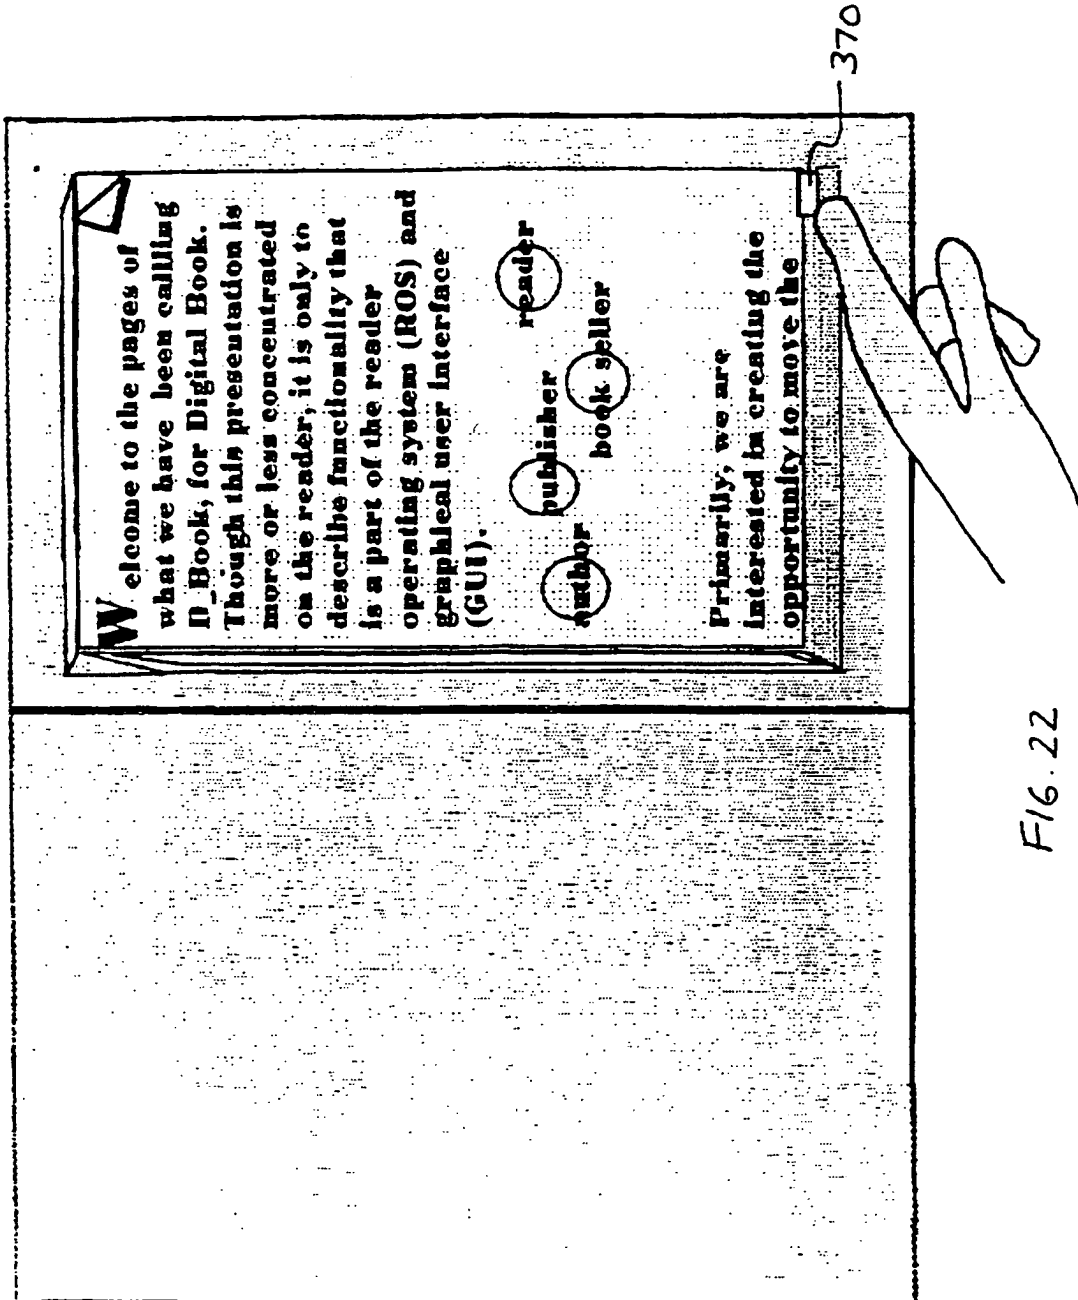 Welcome to the pages of
what we have been callling
D_Book, for Digital Book.
Though this presentation is
more or less concentrated
on the reader, it is only to
describe functionality that
is a part of the reader
operating system (ROS) and
graphical user interface
(GUI).
author
publisher
book seller
reader
Primarily, we are
interested in creating the
opportunity to move the
370
FIG. 22